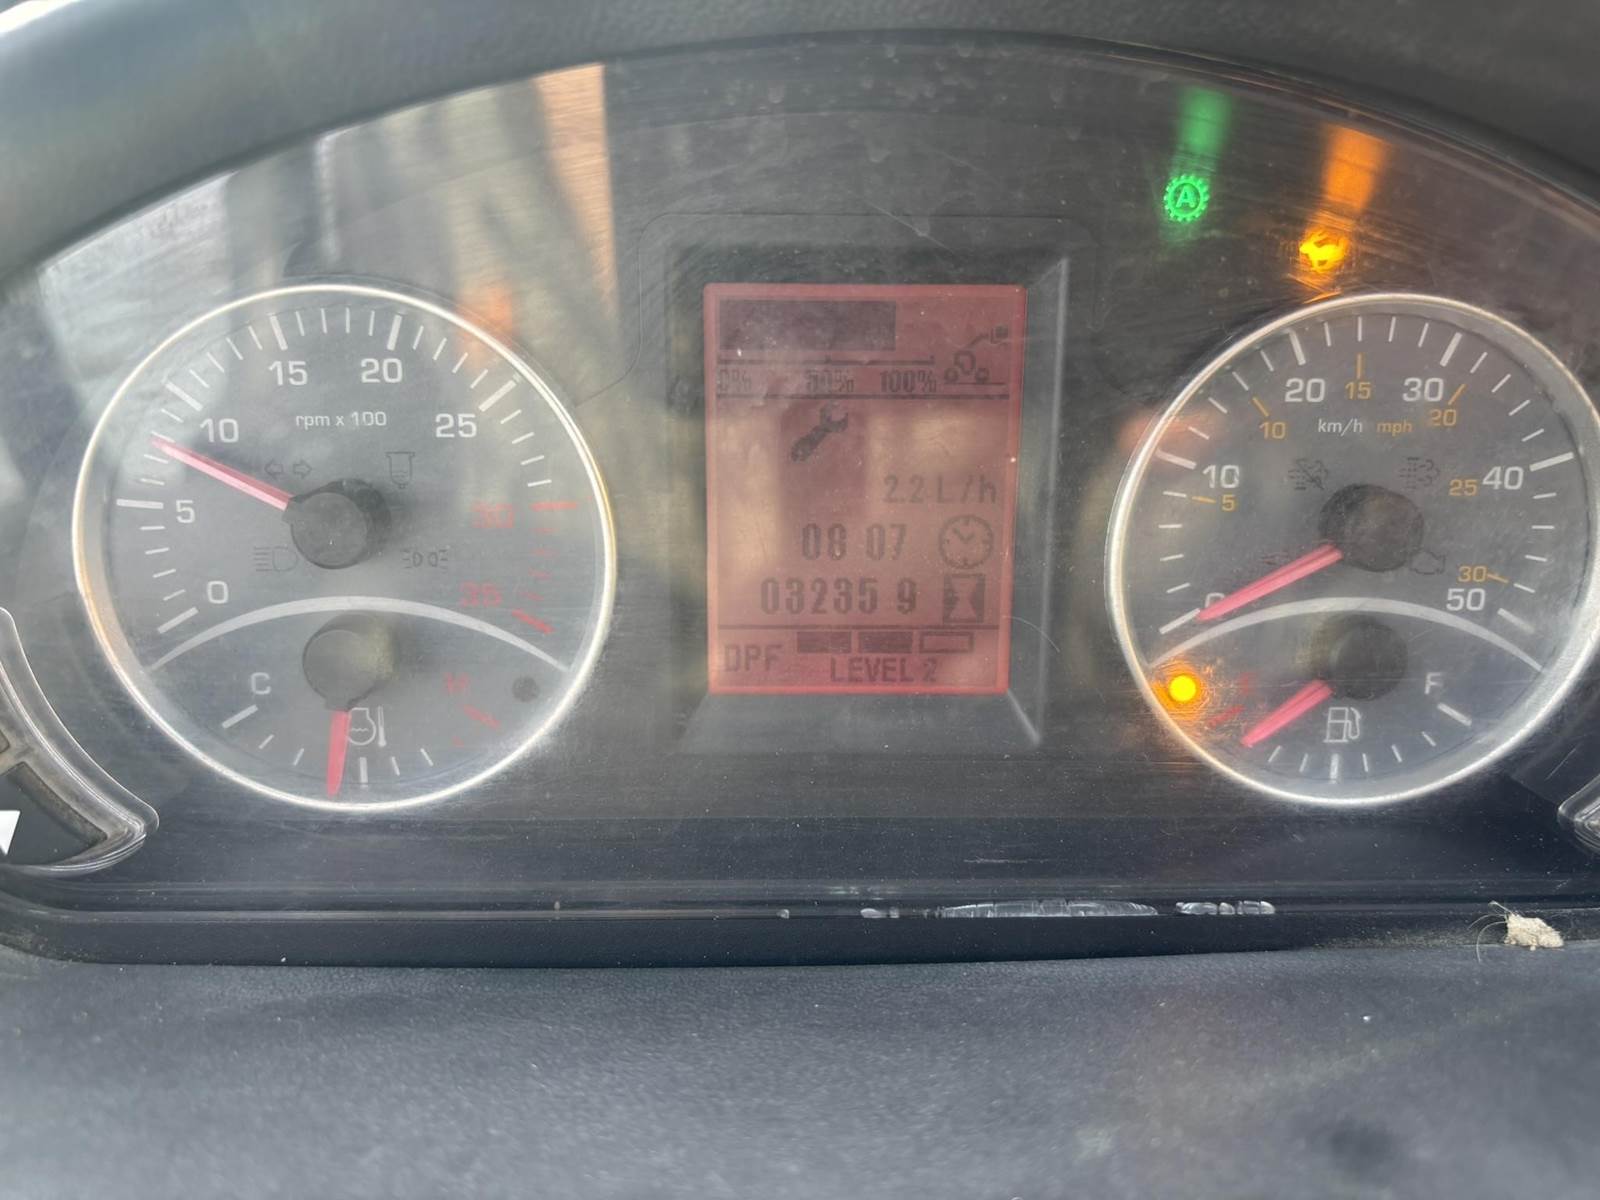 15 20
10 rpm x 100 25
5 30
0 35
C H
0% 50% 100%
2.2 L/h
08 07
03235 9
DPF LEVEL 2
A
20 15 30
10 km/h mph 20
10 5 25 40
0 30 50
E F